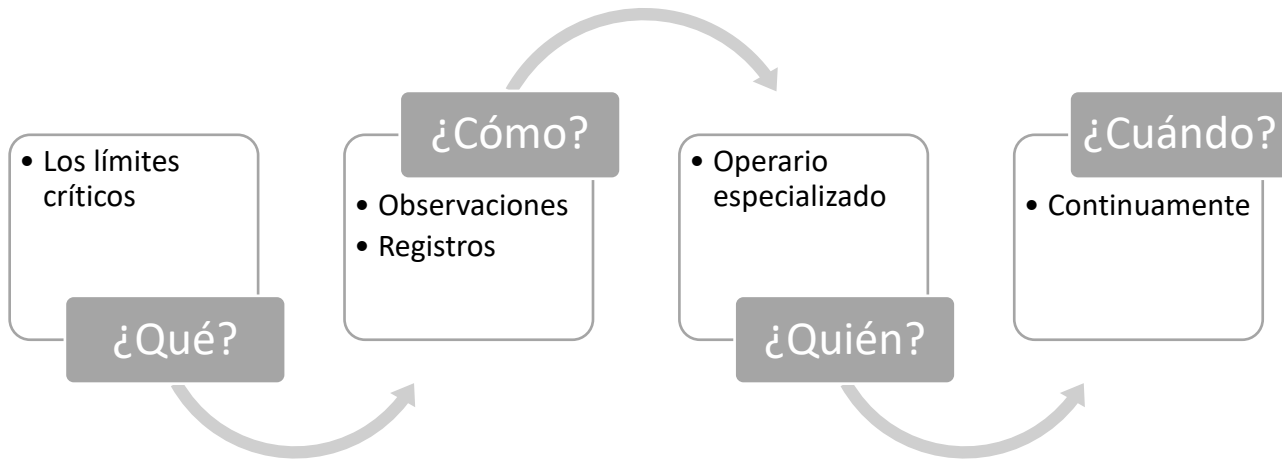 • Los límites
críticos
¿Qué?
¿Cómo?
• Observaciones
• Registros
• Operario
especializado
¿Quién?
¿Cuándo?
• Continuamente